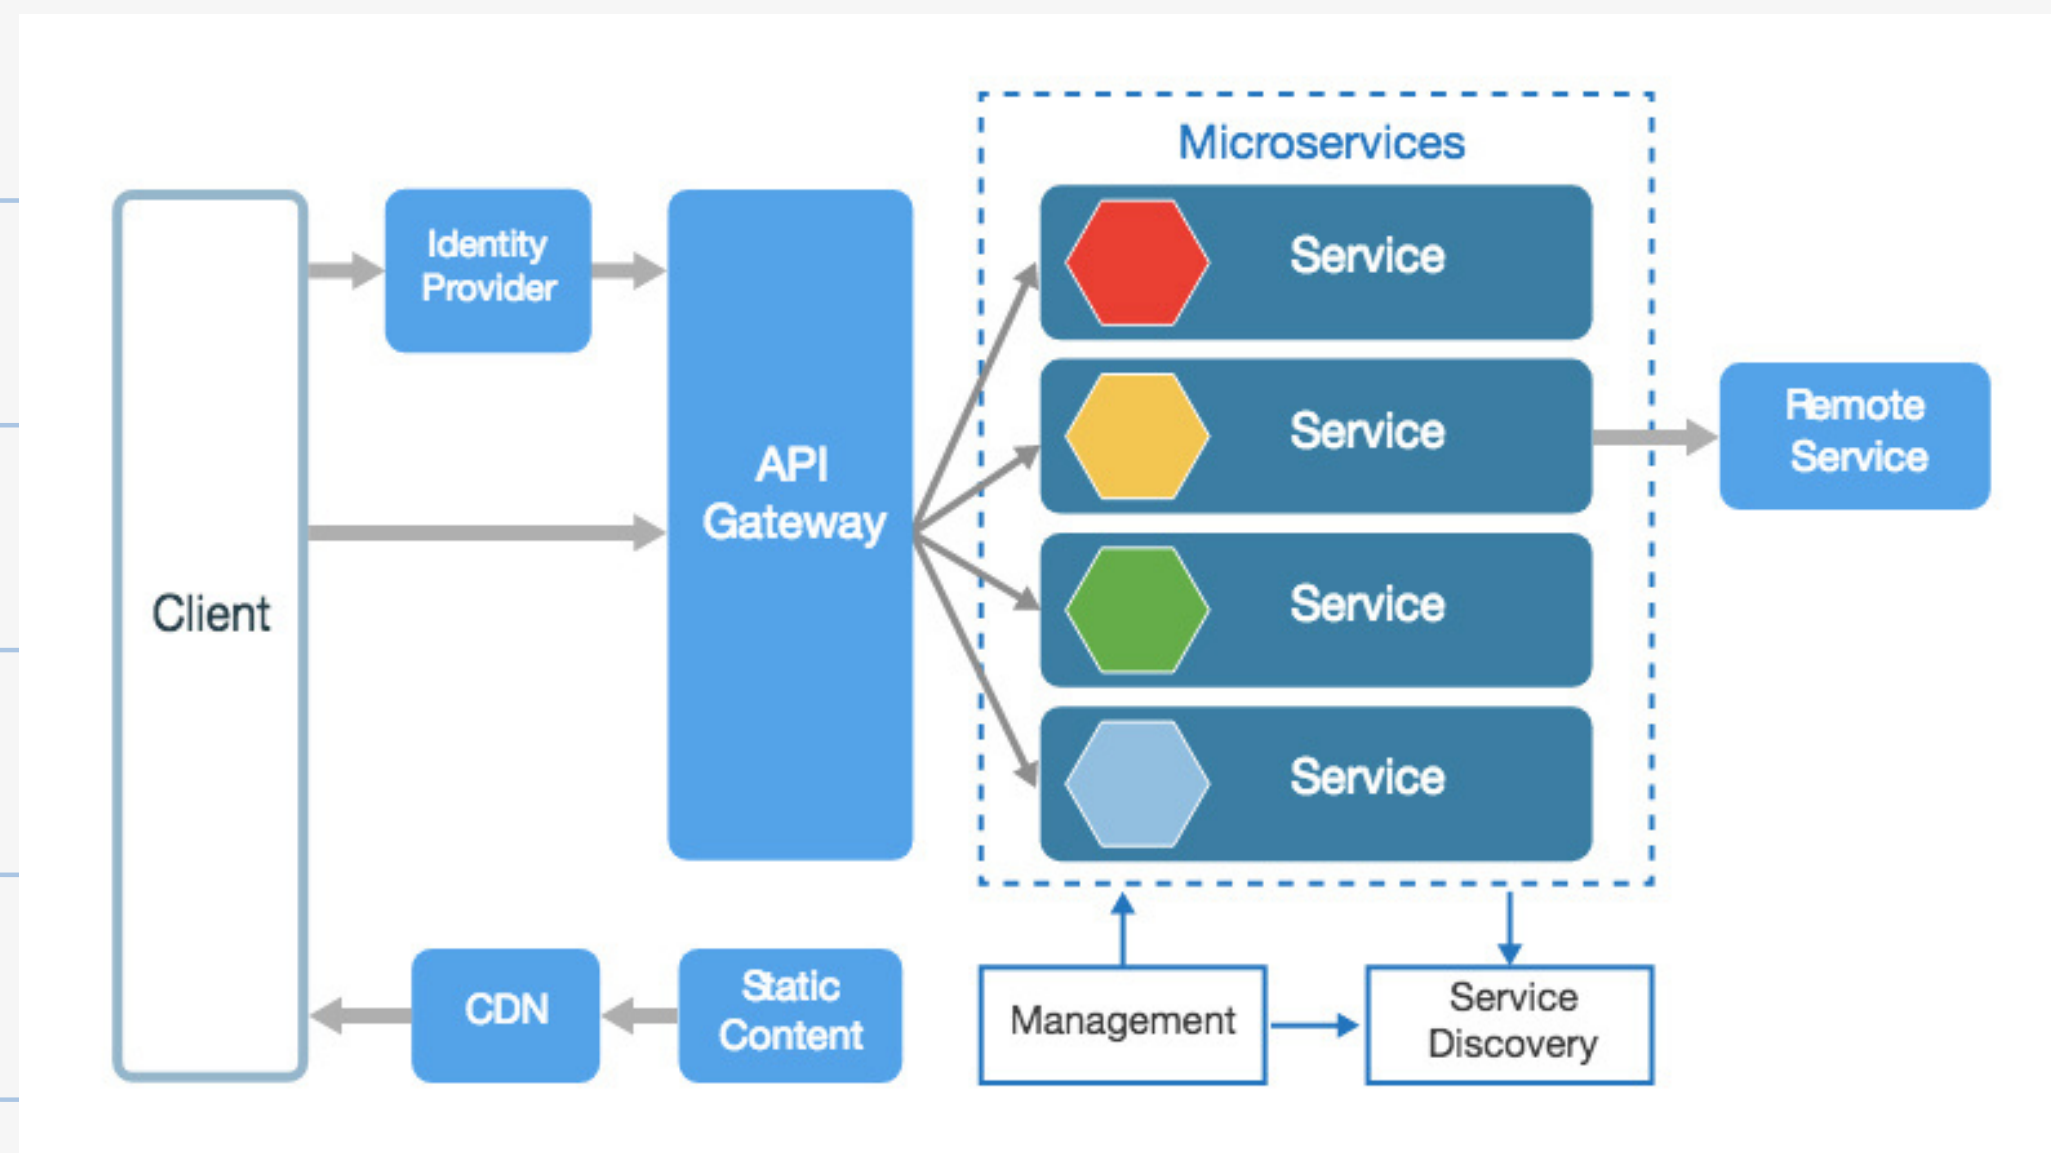 Microservices
Identity
Provider
Service
Service
Remote
Service
API
Gateway
Client
Service
Service
CDN
Static
Content
Management
Service
Discovery